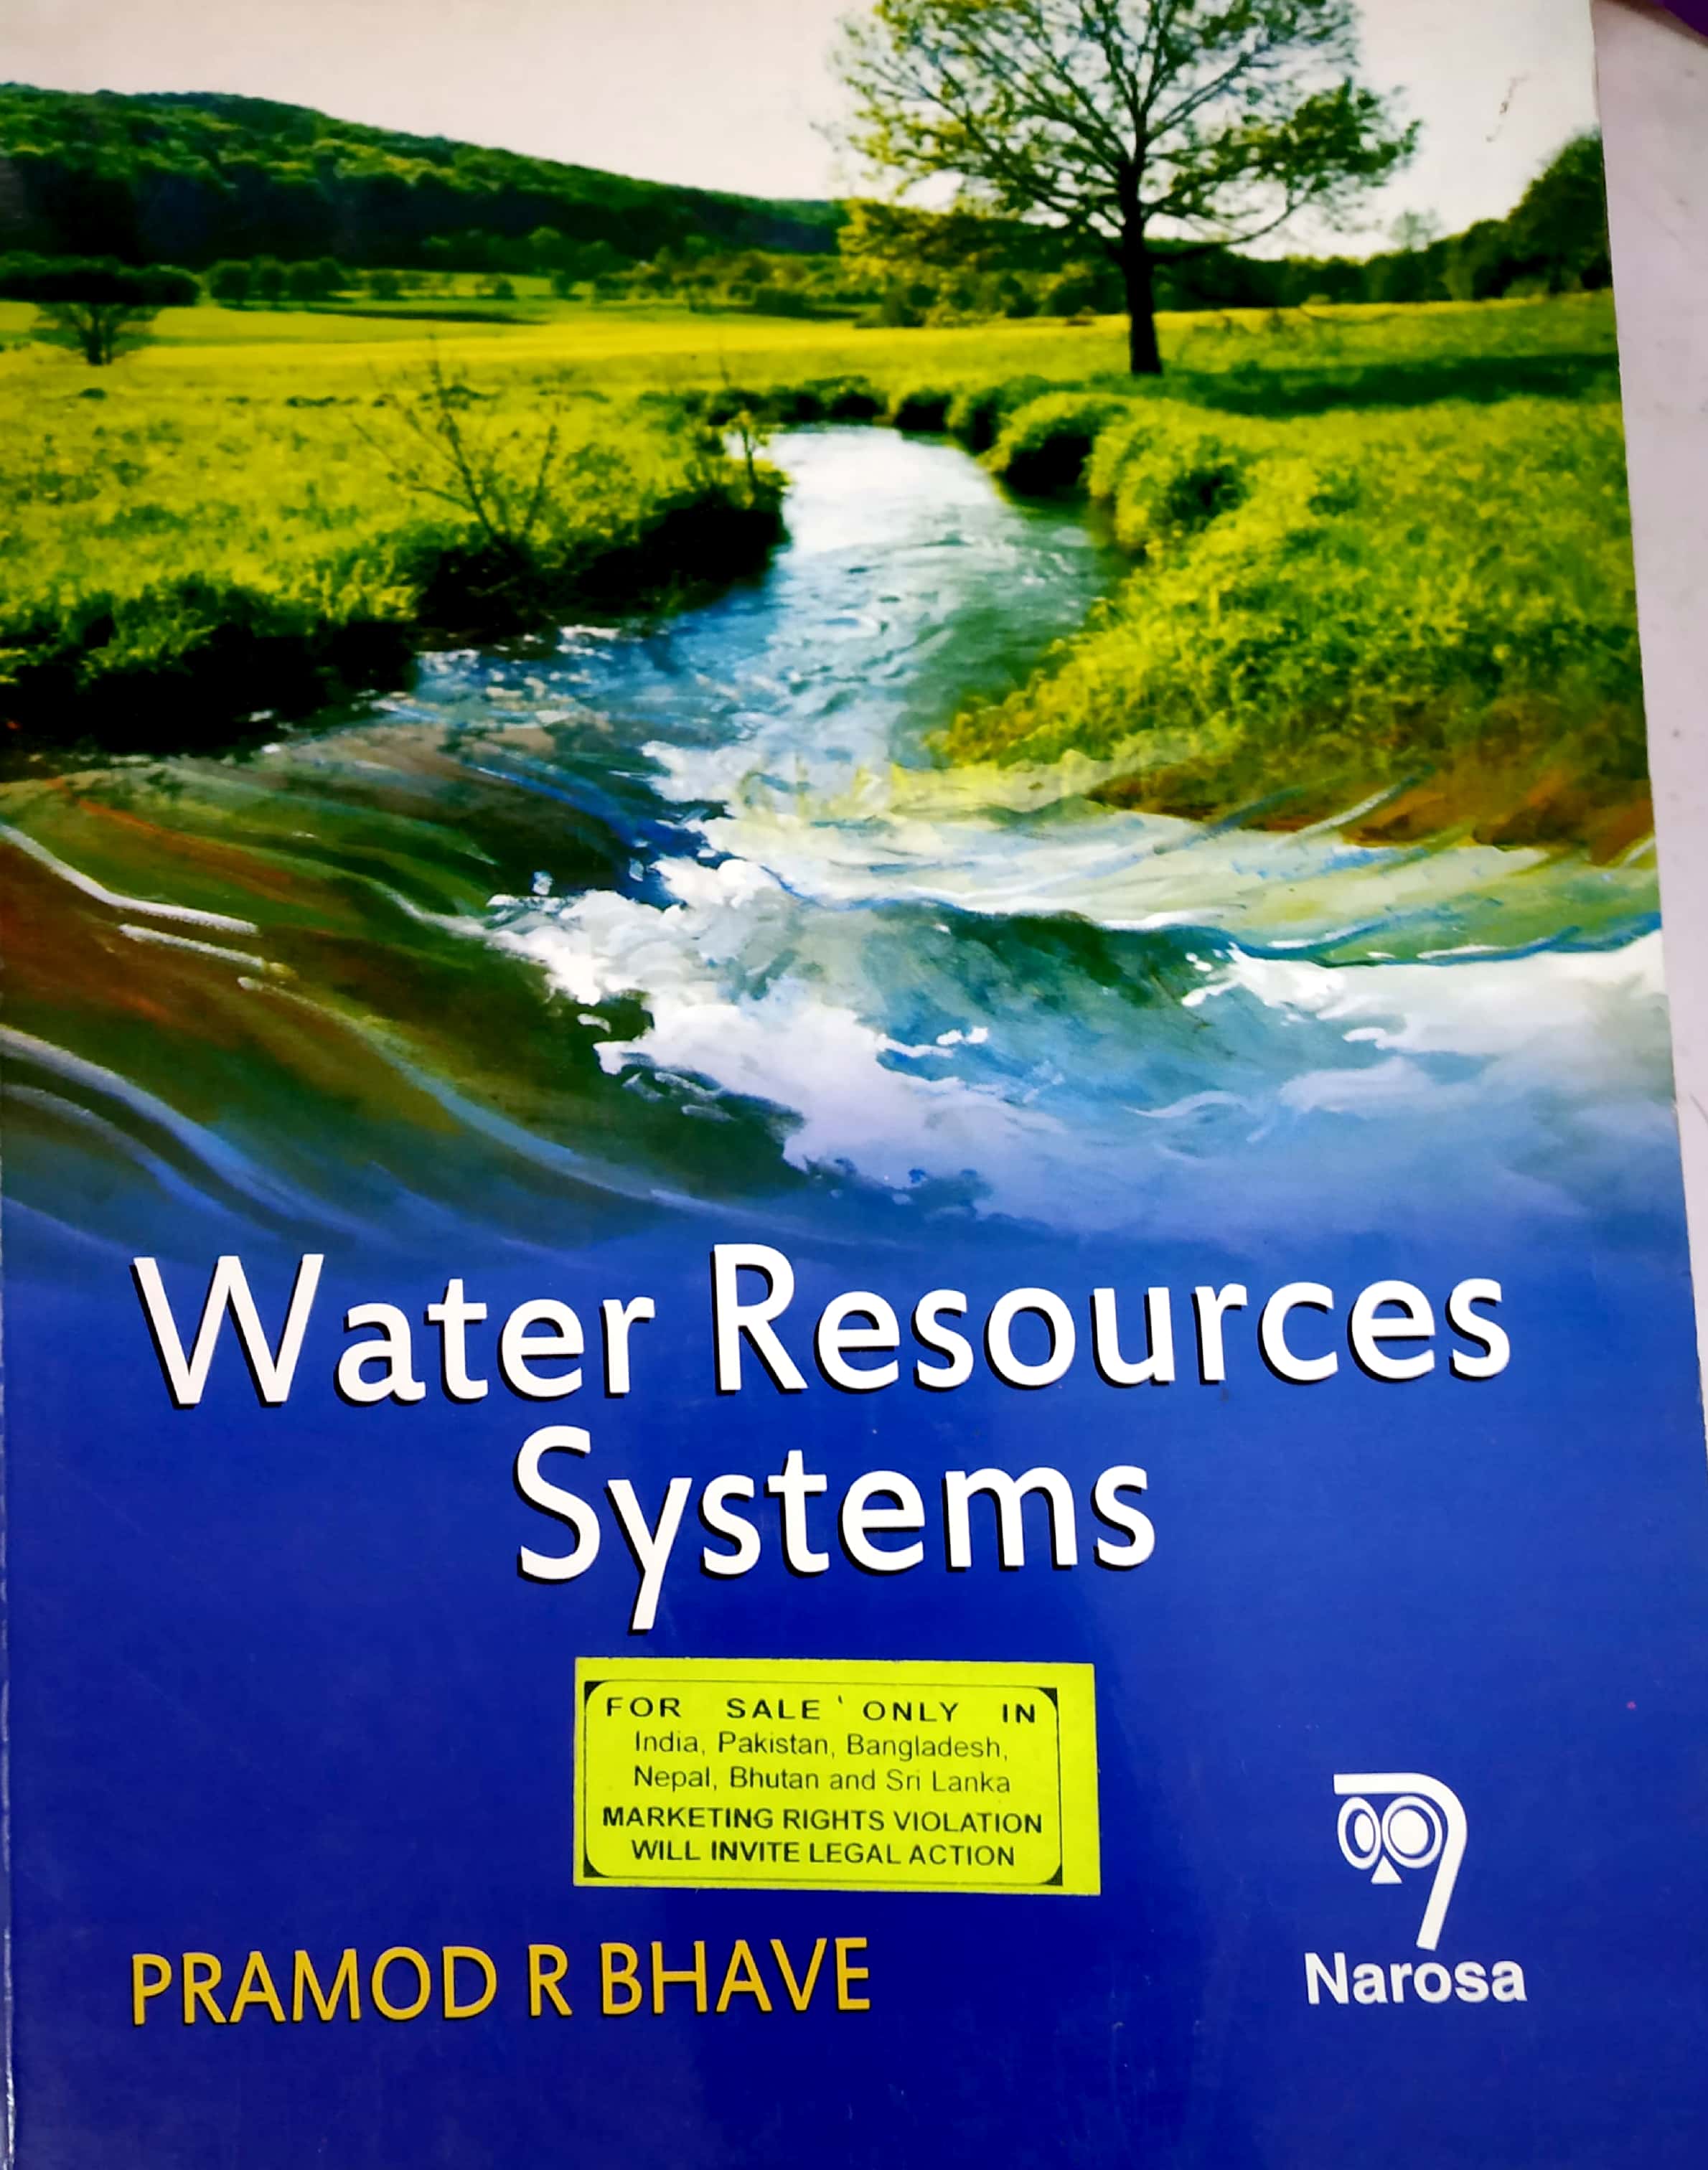 Water Resources
Systems
FOR SALE ONLY IN
India, Pakistan, Bangladesh,
Nepal, Bhutan and Sri Lanka
MARKETING RIGHTS VIOLATION
WILL INVITE LEGAL ACTION
PRAMOD R BHAVE
Narosa